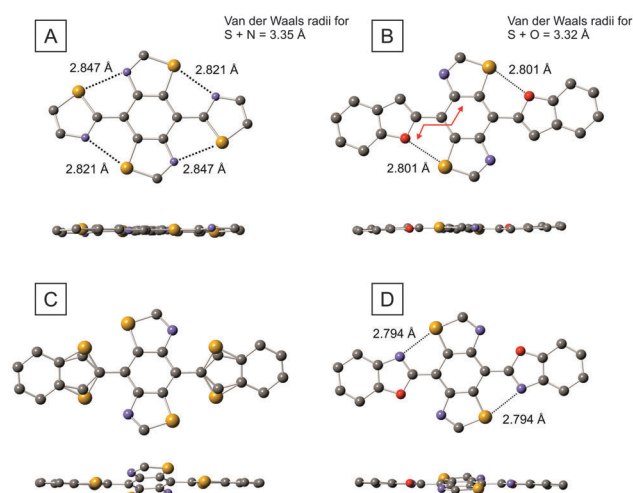 A
Van der Waals radii for
S + N = 3.35 Å
2.847 Å
2.821 Å
2.821 Å
2.847 Å
B
Van der Waals radii for
S + O = 3.32 Å
2.801 Å
2.801 Å
C
D
2.794 Å
2.794 Å